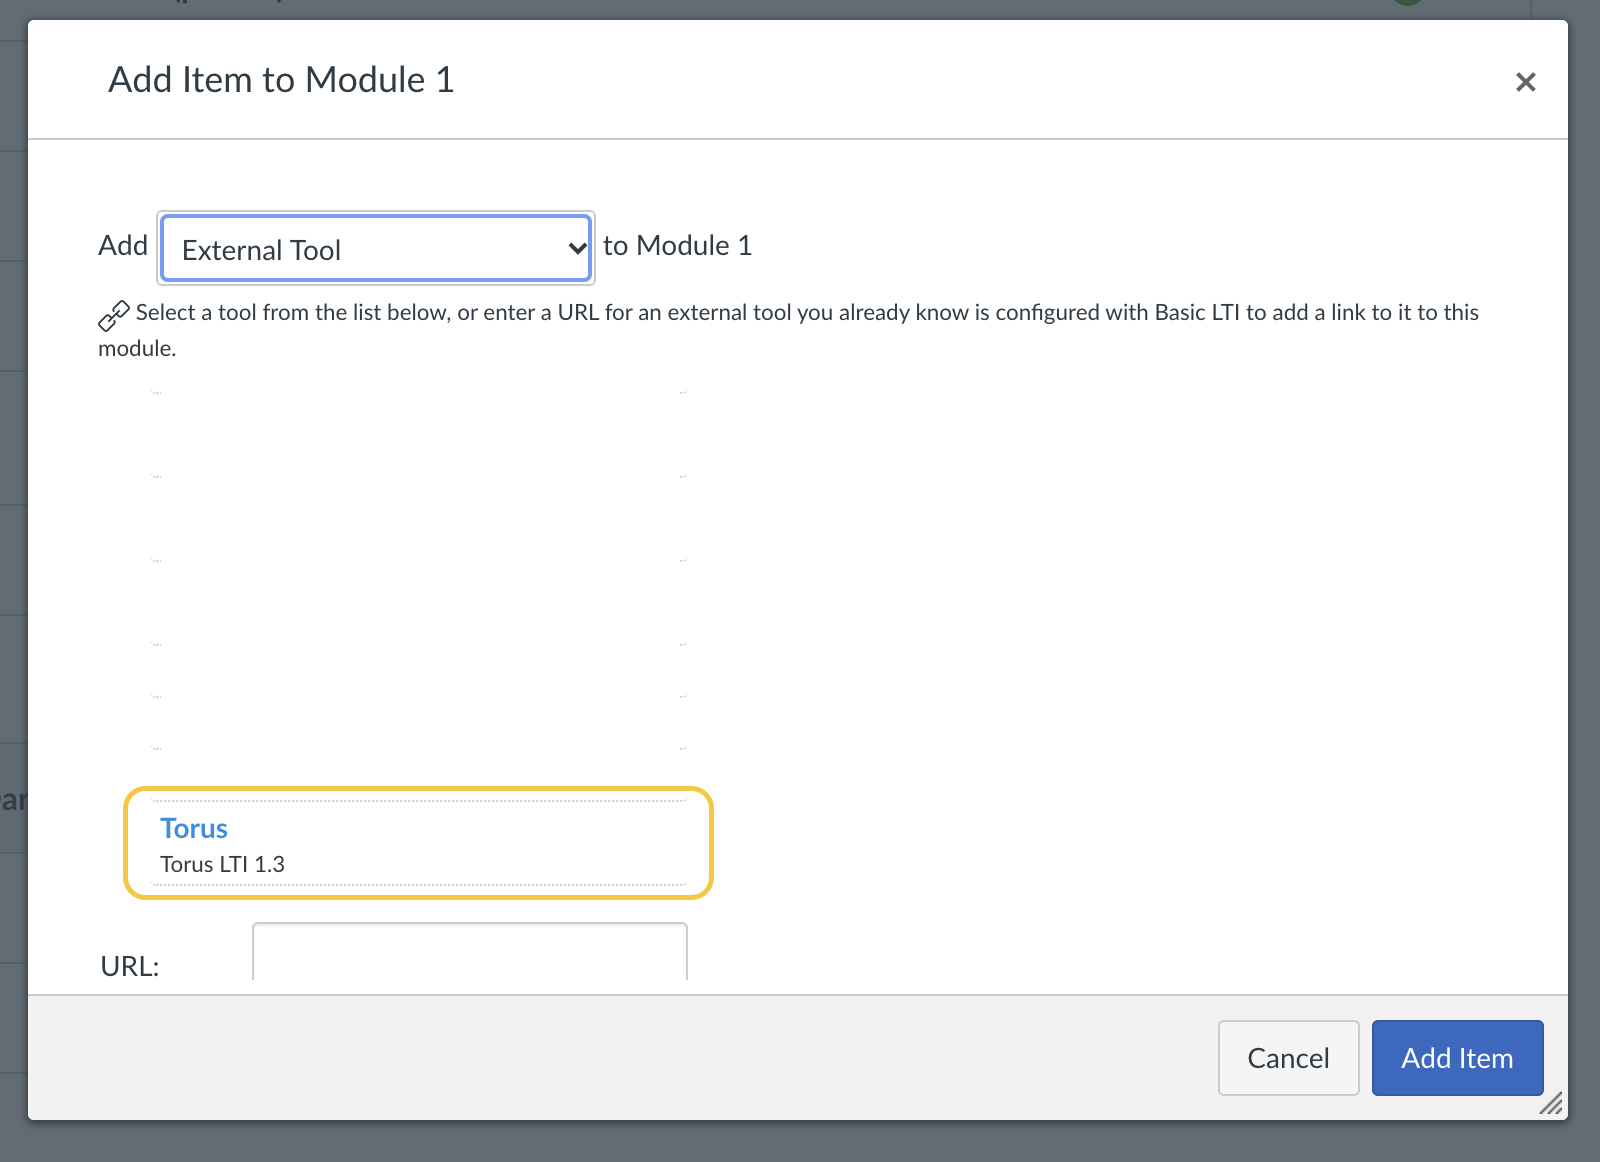 Add Item to Module 1
Add External Tool to Module 1
Select a tool from the list below, or enter a URL for an external tool you already know is configured with Basic LTI to add a link to it to this
module.
Torus
Torus LTI 1.3
URL:
Cancel Add Item